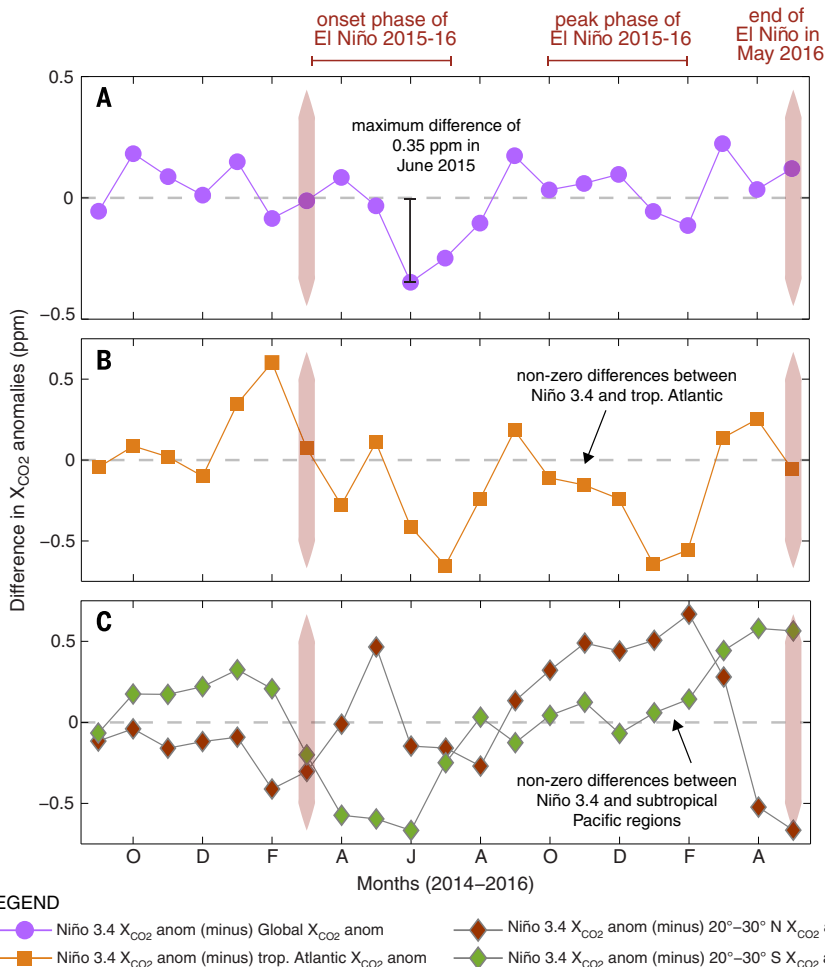 onset phase of
El Niño 2015-16
peak phase of
El Niño 2015-16
end of
El Niño in
May 2016
0.5
A
maximum difference of
0.35 ppm in
June 2015
0
−0.5
B
0.5
non-zero differences between
Niño 3.4 and trop. Atlantic
0
−0.5
Difference in XCO2 anomalies (ppm)
C
0.5
0
non-zero differences between
Niño 3.4 and subtropical
Pacific regions
−0.5
O D F A J A O D F A
Months (2014–2016)
EGEND
Niño 3.4 XCO2 anom (minus) Global XCO2 anom
Niño 3.4 XCO2 anom (minus) 20°–30° N XCO2 a
Niño 3.4 XCO2 anom (minus) trop. Atlantic XCO2 anom
Niño 3.4 XCO2 anom (minus) 20°–30° S XCO2 a